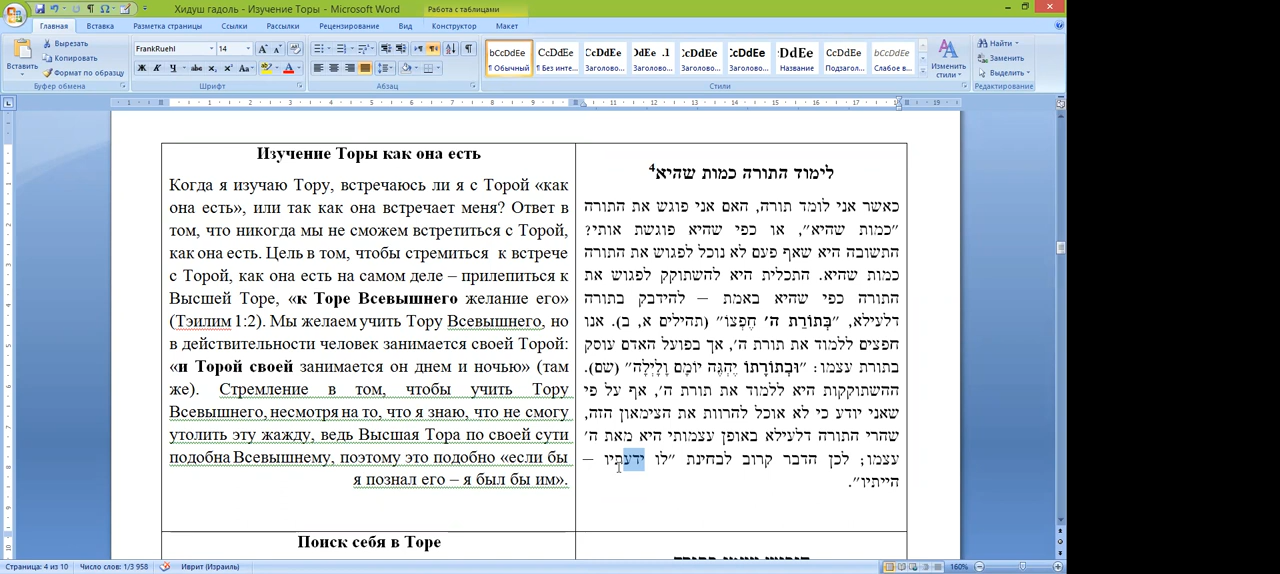 Хидуш гадоль - Изучение Торы - Microsoft Word
Работа с таблицами
Главная Вставка Разметка страницы Ссылки Рассылки Рецензирование Вид Конструктор Макет
Вставить
Вырезать
Копировать
Формат по образцу
Буфер обмена
FrankRuehl 14
Шрифт
Абзац
¶ Обычный
¶ Без инте...
Заголово...
Заголово...
Заголово...
Заголово...
Название
Подзагол...
Слабое в...
Стили
Изменить стили
Найти
Заменить
Выделить
Редактирование
Изучение Торы как она есть
Когда я изучаю Тору, встречаюсь ли я с Торой «как
она есть», или так как она встречает меня? Ответ в
том, что никогда мы не сможем встретиться с Торой,
как она есть. Цель в том, чтобы стремиться к встрече
с Торой, как она есть на самом деле – прилепиться к
Высшей Торе, «к Торе Всевышнего желание его»
(Тэилим 1:2). Мы желаем учить Тору Всевышнего, но
в действительности человек занимается своей Торой:
«и Торой своей занимается он днем и ночью» (там
же). Стремление в том, чтобы учить Тору
Всевышнего, несмотря на то, что я знаю, что не смогу
утолить эту жажду, ведь Высшая Тора по своей сути
подобна Всевышнему, поэтому это подобно «если бы
я познал его – я был бы им».
Поиск себя в Торе
לימוד התורה כמות שהיא4
כאשר אני לומד תורה, האם אני פוגש את התורה
"כמות שהיא", או כפי שהיא פוגשת אותי?
התשובה היא שאף פעם לא נוכל לפגוש את התורה
כמות שהיא. התכלית היא להשתוקק לפגוש את
התורה כפי שהיא באמת – להידבק בתורה
דלעילא, "בְּתוֹרַת ה' חֶפְצוֹ" (תהילים א, ב). אנו
חפצים ללמוד את תורת ה', אך בפועל האדם עוסק
בתורת עצמו: "וּבְתוֹרָתוֹ יֶהְגֶּה יוֹמָם וָלָיְלָה" (שם).
ההשתוקקות היא ללמוד את תורת ה', אף על פי
שאני יודע כי לא אוכל להרוות את הצימאון הזה,
שהרי התורה דלעילא באופן עצמותי היא מאת ה'
עצמו; לכן הדבר קרוב לבחינת "לו ידעתיו –
הייתיו".
Страница: 4 из 10 Число слов: 1/3 958 Иврит (Израиль) 160%